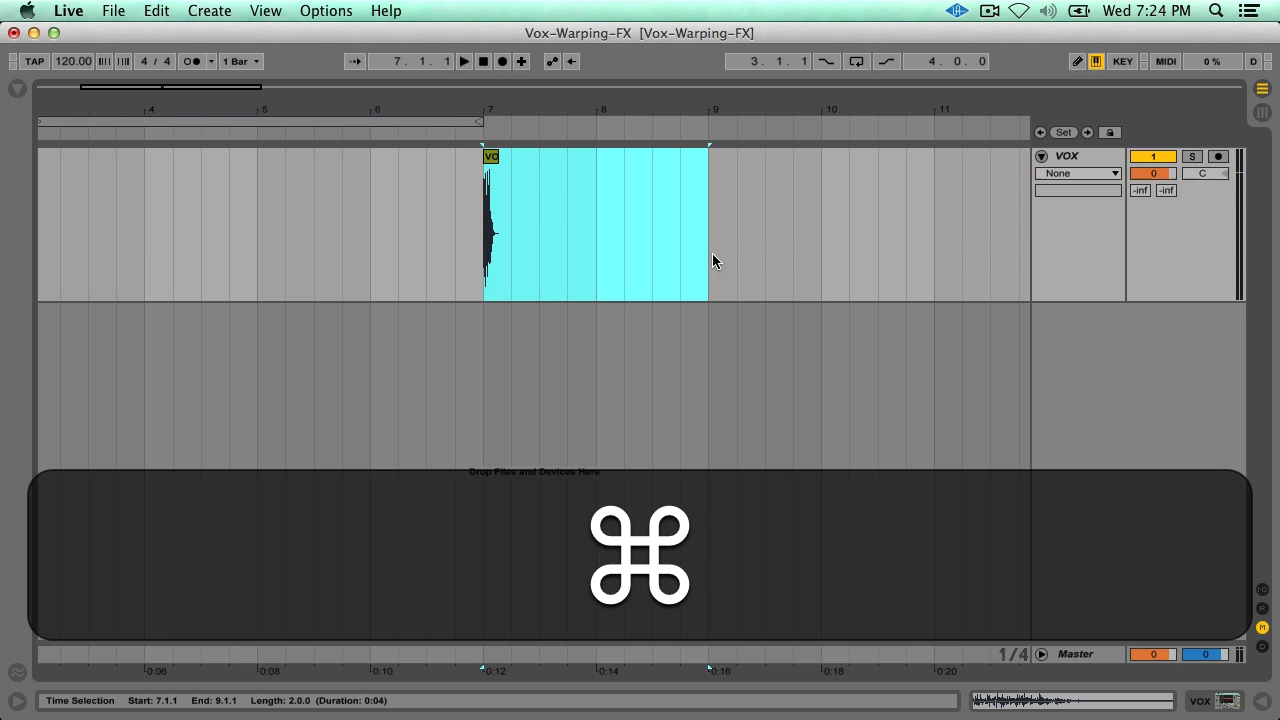 Live File Edit Create View Options Help Wed 7:24 PM
Vox-Warping-FX [Vox-Warping-FX]
TAP 120.00 4 / 4 1 Bar 7. 1. 1 3. 1. 1 4. 0. 0 KEY MIDI 0 % D
4 5 6 7 8 9 10 11
Set
VO VOX 1 S
None 0 C
-inf -inf
Drop Files and Devices Here
⌘
I·O
R
M
D
1/4 Master 0 0
0:06 0:08 0:10 0:12 0:14 0:16 0:18 0:20
Time Selection Start: 7.1.1 End: 9.1.1 Length: 2.0.0 (Duration: 0:04) VOX